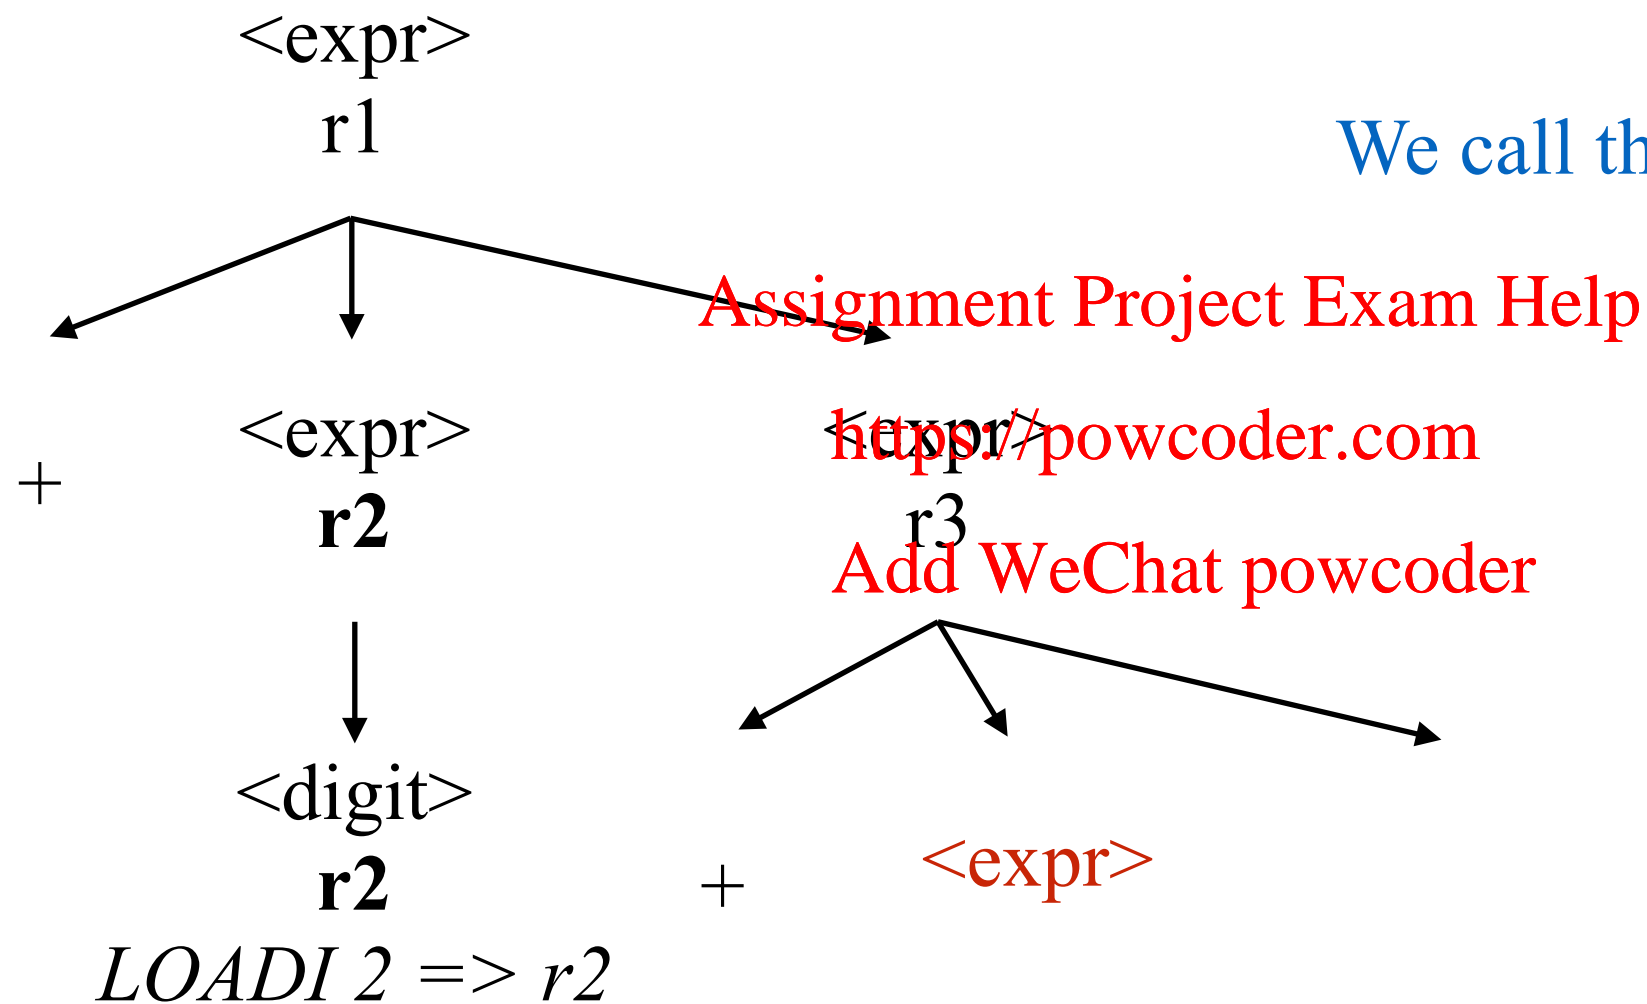 <expr>
r1
We call th
Assignment Project Exam Help
<expr>
<expr>
https://powcoder.com
+
r2
r3
Add WeChat powcoder
<digit>
r2
+
<expr>
LOADI 2 => r2